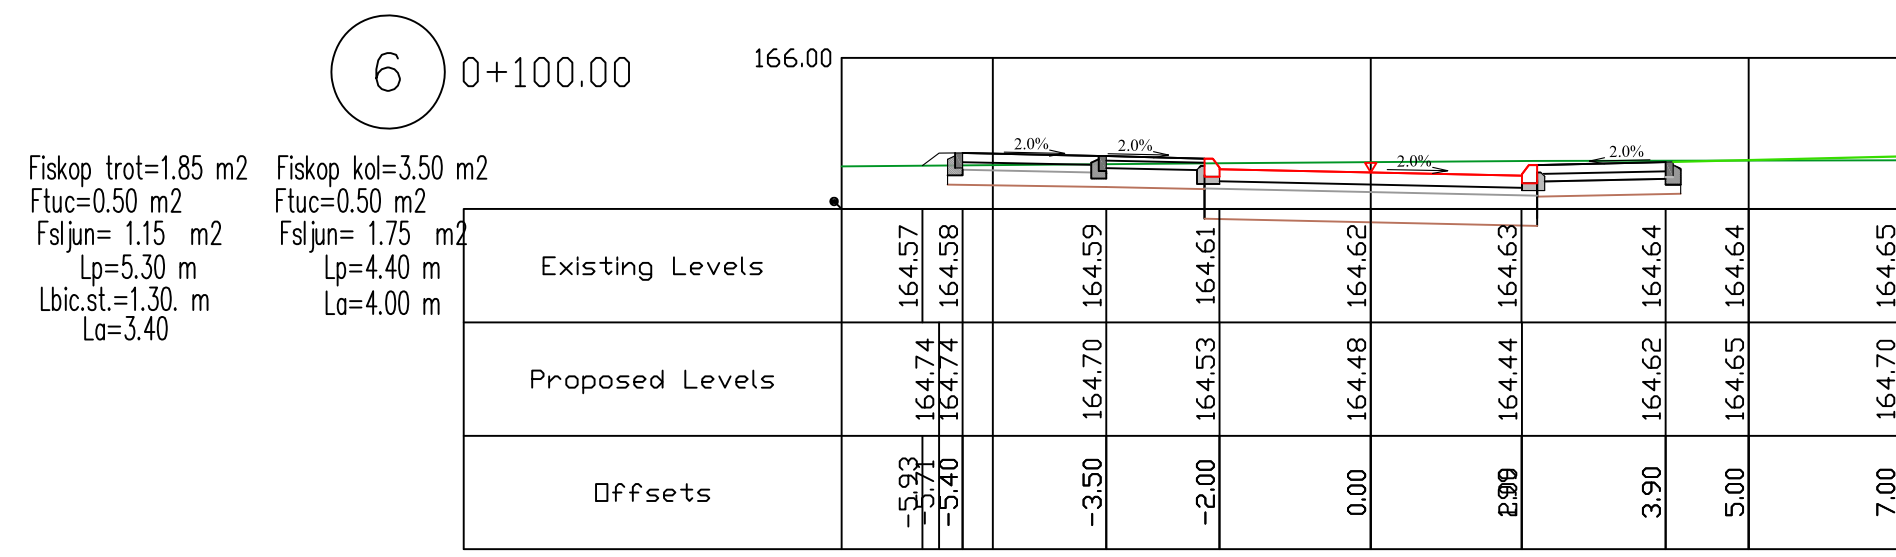 6 0+100.00
166.00
Fiskop trot=1.85 m2
Ftuc=0.50 m2
Fsljun= 1.15 m2
Lp=5.30 m
Lbic.st.=1.30. m
La=3.40
Fiskop kol=3.50 m2
Ftuc=0.50 m2
Fsljun= 1.75 m2
Lp=4.40 m
La=4.00 m
2.0% 2.0% 2.0% 2.0%
Existing Levels 164.57 164.58 164.59 164.61 164.62 164.63 164.64 164.64 164.65
Proposed Levels 164.74 164.74 164.70 164.53 164.48 164.44 164.62 164.65 164.70
Offsets -5.93 -5.71 -5.40 -3.50 -2.00 0.00 3.90 5.00 7.00